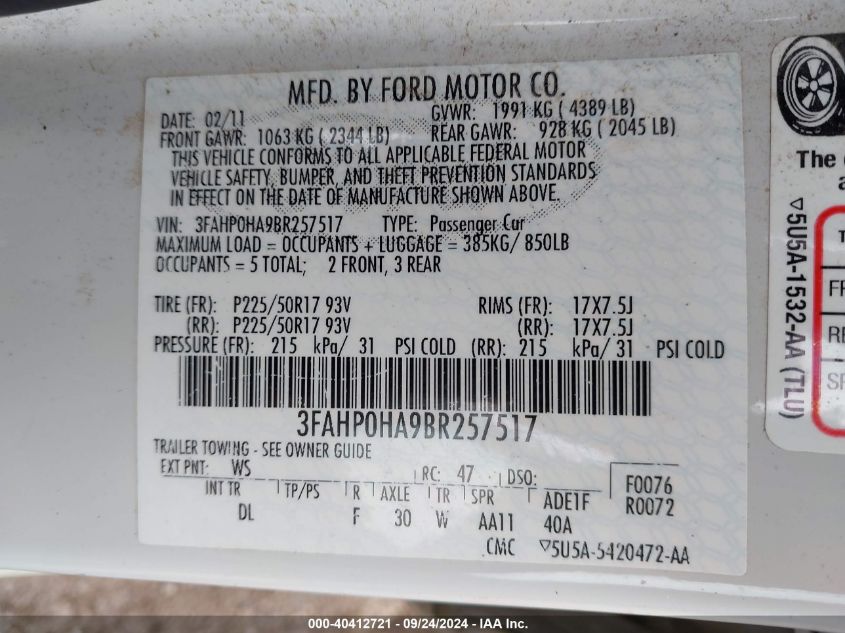 MFD. BY FORD MOTOR CO.
DATE: 02/11 GVWR: 1991 KG ( 4389 LB)
FRONT GAWR: 1063 KG ( 2344 LB) REAR GAWR: 928 KG ( 2045 LB)
THIS VEHICLE CONFORMS TO ALL APPLICABLE FEDERAL MOTOR
VEHICLE SAFETY, BUMPER, AND THEFT PREVENTION STANDARDS
IN EFFECT ON THE DATE OF MANUFACTURE SHOWN ABOVE.
VIN: 3FAHP0HA9BR257517 TYPE: Passenger Car
MAXIMUM LOAD = OCCUPANTS + LUGGAGE = 385KG/ 850LB
OCCUPANTS = 5 TOTAL; 2 FRONT, 3 REAR
TIRE (FR): P225/50R17 93V RIMS (FR): 17X7.5J
(RR): P225/50R17 93V (RR): 17X7.5J
PRESSURE (FR): 215 kPa/ 31 PSI COLD (RR): 215 kPa/ 31 PSI COLD
3FAHP0HA9BR257517
TRAILER TOWING - SEE OWNER GUIDE
EXT PNT: WS RC: 47 DSO: F0076
INT TR TP/PS R AXLE TR SPR ADE1F R0072
DL F 30 W AA11 40A
CMC ▽5U5A-5420472-AA
The
▽5U5A-1532-AA (TLU)
000-40412721 - 09/24/2024 - IAA Inc.